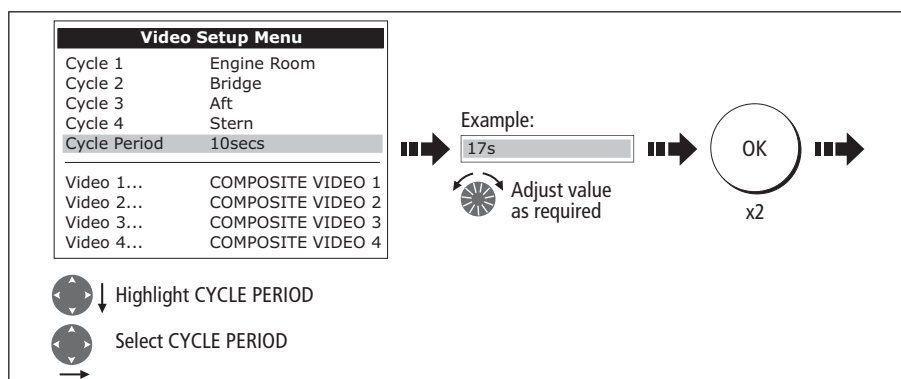 Video Setup Menu
Cycle 1 Engine Room
Cycle 2 Bridge
Cycle 3 Aft
Cycle 4 Stern
Cycle Period 10secs
Video 1... COMPOSITE VIDEO 1
Video 2... COMPOSITE VIDEO 2
Video 3... COMPOSITE VIDEO 3
Video 4... COMPOSITE VIDEO 4
Highlight CYCLE PERIOD
Select CYCLE PERIOD
Example:
17s
Adjust value
as required
OK
x2